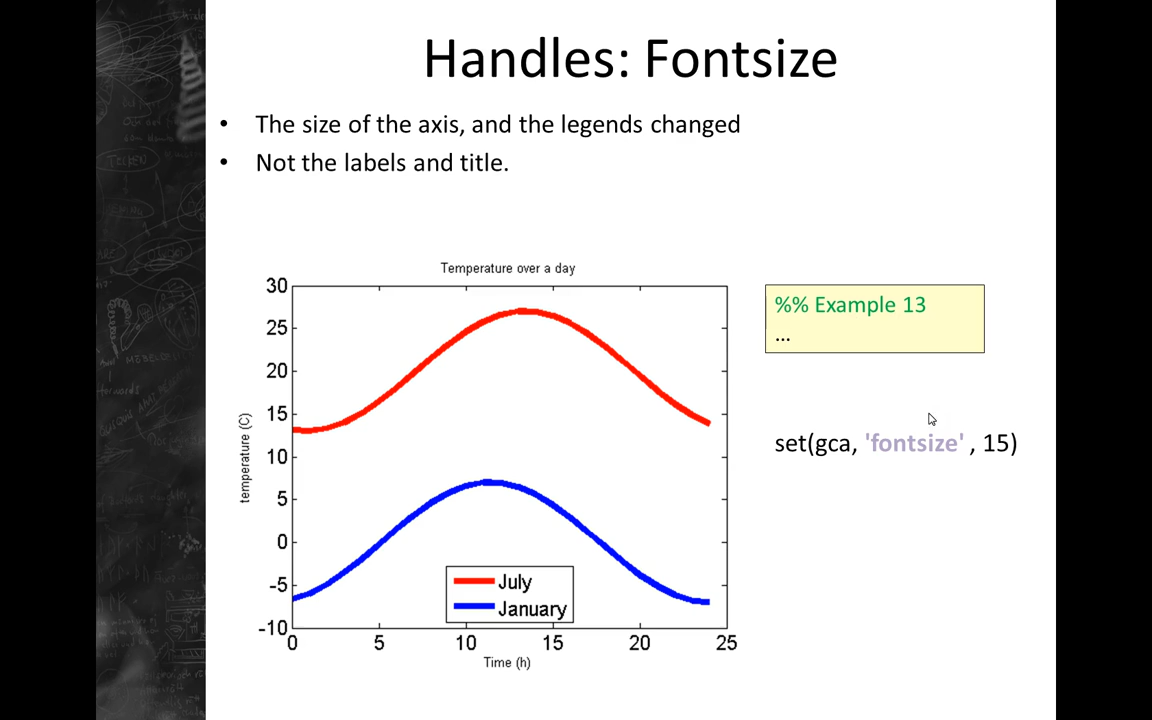 Handles: Fontsize
• The size of the axis, and the legends changed
• Not the labels and title.
Temperature over a day
30
25
20
15
10
5
0
-5
-10
temperature (C)
July
January
0 5 10 15 20 25
Time (h)
%% Example 13
...
set(gca, 'fontsize' , 15)